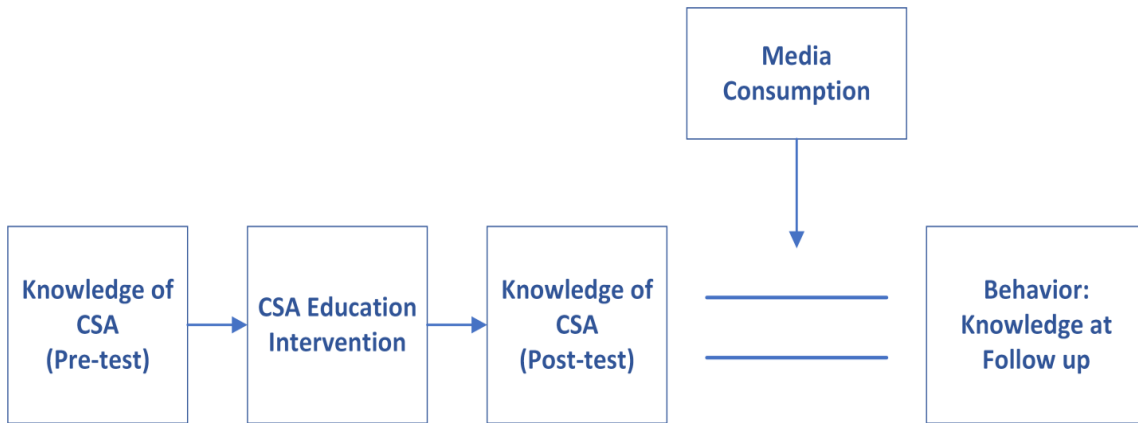 Media
Consumption
Knowledge of
CSA
(Pre-test)
CSA Education
Intervention
Knowledge of
CSA
(Post-test)
Behavior:
Knowledge at
Follow up